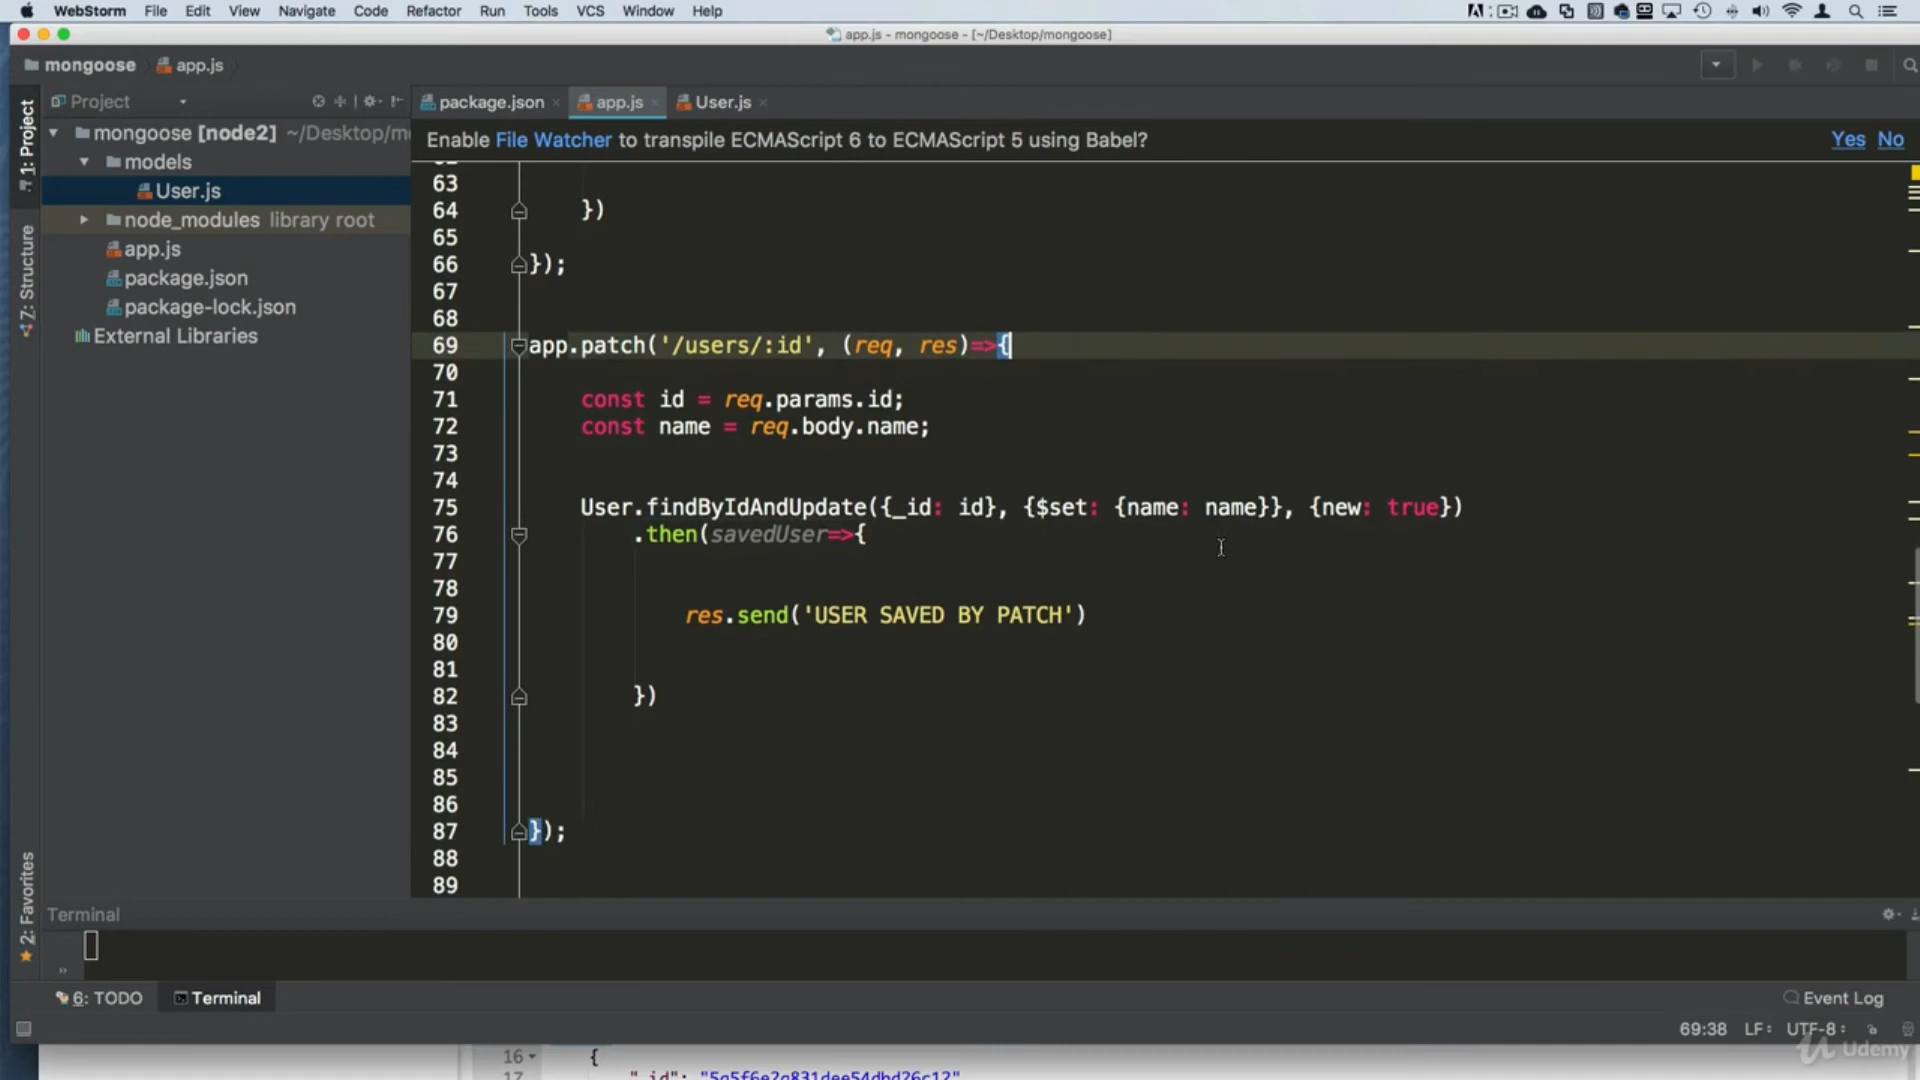 WebStorm File Edit View Navigate Code Refactor Run Tools VCS Window Help
app.js - mongoose - [~/Desktop/mongoose]
mongoose app.js
Project package.json app.js User.js
1: Project
mongoose [node2] ~/Desktop/m
Enable File Watcher to transpile ECMAScript 6 to ECMAScript 5 using Babel? Yes No
models
User.js
node_modules library root
app.js
package.json
package-lock.json
External Libraries
7: Structure
2: Favorites
63
64 })
65
66 });
67
68
69 app.patch('/users/:id', (req, res)=>{
70
71 const id = req.params.id;
72 const name = req.body.name;
73
74
75 User.findByIdAndUpdate({_id: id}, {$set: {name: name}}, {new: true})
76 .then(savedUser=>{
77
78
79 res.send('USER SAVED BY PATCH')
80
81
82 })
83
84
85
86
87 });
88
89
Terminal
6: TODO Terminal Event Log
69:38 LF UTF-8
Udemy
16 {
17